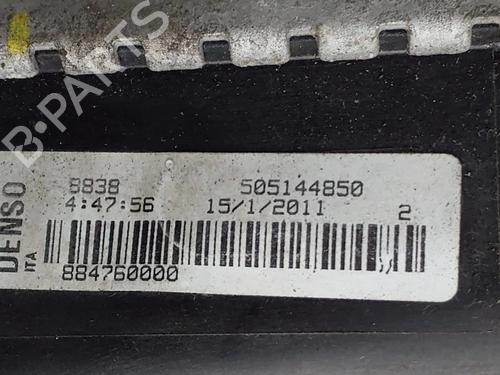 B-PARTS
DENSO
ITA
8838 505144850
4:47:56 15/1/2011 2
884760000